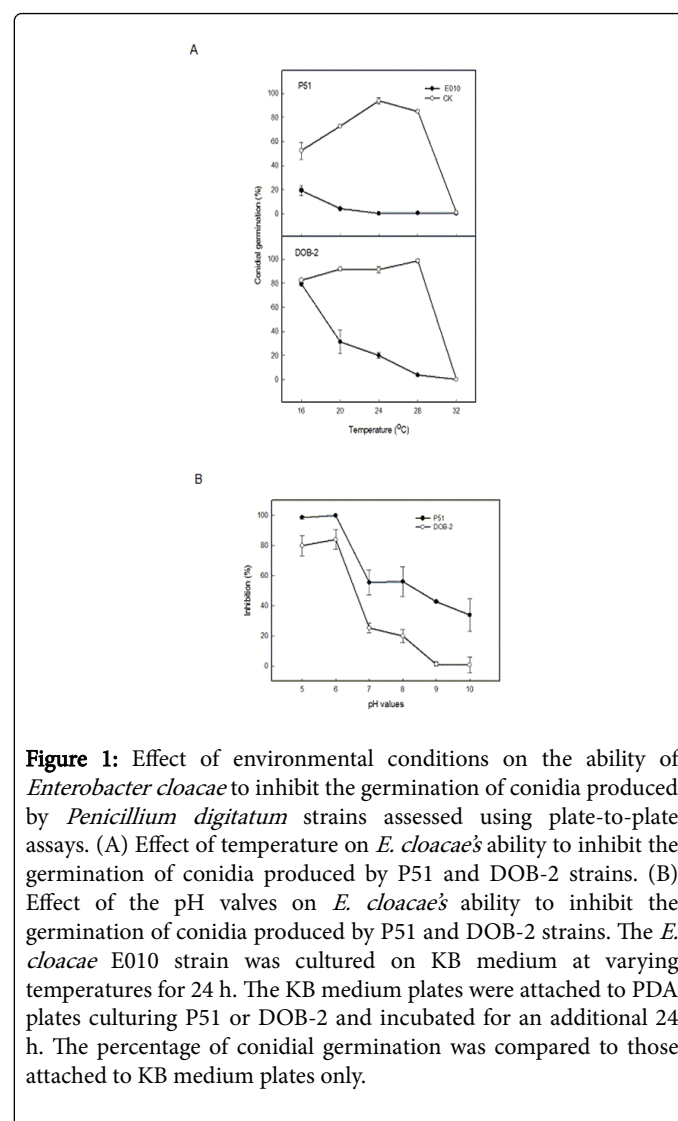 A
P51
E010
CK
100
80
60
40
20
0
Conidial germination (%)
DOB-2
100
80
60
40
20
0
16 20 24 28 32
Temperature (⁰C)
B
P51
DOB-2
100
80
60
40
20
0
Inhibition (%)
5 6 7 8 9 10
pH values
Figure 1: Effect of environmental conditions on the ability of
Enterobacter cloacae to inhibit the germination of conidia produced
by Penicillium digitatum strains assessed using plate-to-plate
assays. (A) Effect of temperature on E. cloacae's ability to inhibit the
germination of conidia produced by P51 and DOB-2 strains. (B)
Effect of the pH valves on E. cloacae's ability to inhibit the
germination of conidia produced by P51 and DOB-2 strains. The E.
cloacae E010 strain was cultured on KB medium at varying
temperatures for 24 h. The KB medium plates were attached to PDA
plates culturing P51 or DOB-2 and incubated for an additional 24
h. The percentage of conidial germination was compared to those
attached to KB medium plates only.